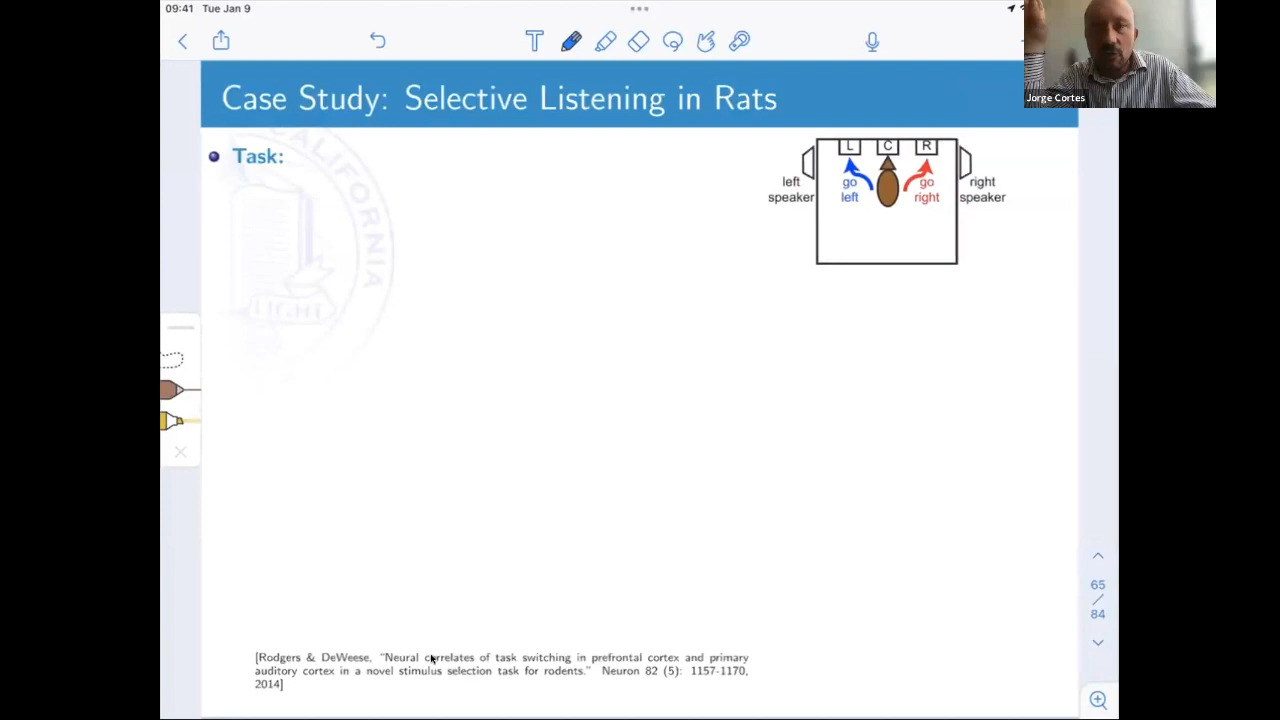 09:41 Tue Jan 9
Jorge Cortes
Case Study: Selective Listening in Rats
Task:
L C R
left speaker
go left
go right
right speaker
CALIFORNIA
LIGHT
65
84
[Rodgers & DeWeese, "Neural correlates of task switching in prefrontal cortex and primary
auditory cortex in a novel stimulus selection task for rodents." Neuron 82 (5): 1157-1170,
2014]